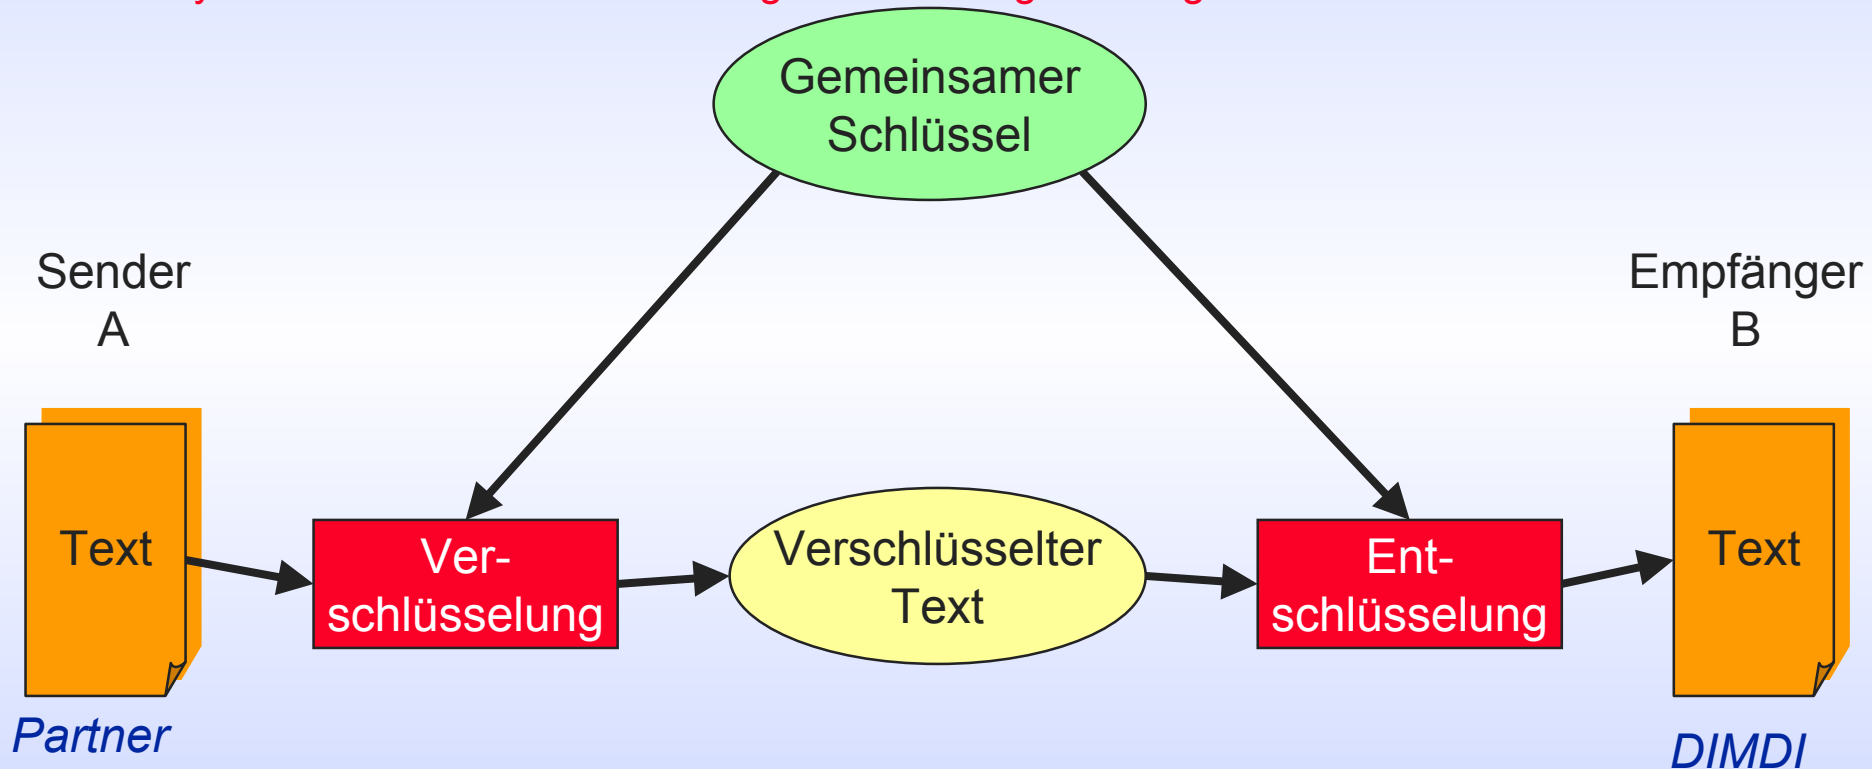 Gemeinsamer
Schlüssel
Sender
A
Empfänger
B
Text
Ver-
schlüsselung
Verschlüsselter
Text
Ent-
schlüsselung
Text
Partner
DIMDI